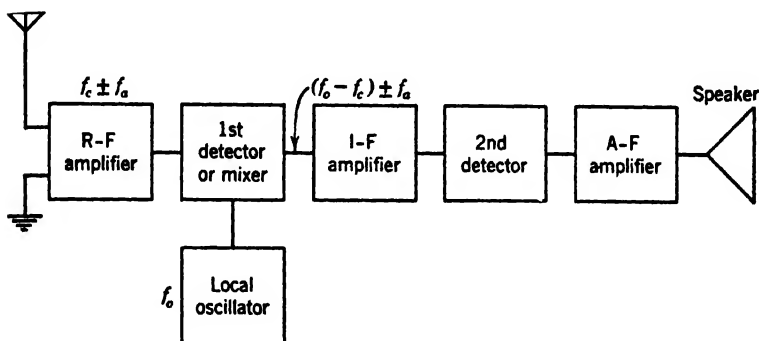 f_c ± f_a
(f_o − f_c) ± f_a
Speaker
R-F
amplifier
1st
detector
or mixer
I-F
amplifier
2nd
detector
A-F
amplifier
f_o
Local
oscillator